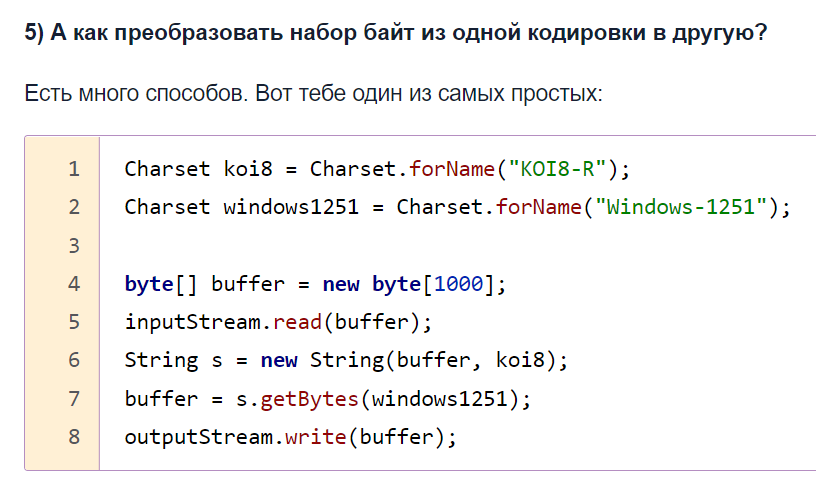 5) А как преобразовать набор байт из одной кодировки в другую?
Есть много способов. Вот тебе один из самых простых:
1 Charset koi8 = Charset.forName("KOI8-R");
2 Charset windows1251 = Charset.forName("Windows-1251");
3
4 byte[] buffer = new byte[1000];
5 inputStream.read(buffer);
6 String s = new String(buffer, koi8);
7 buffer = s.getBytes(windows1251);
8 outputStream.write(buffer);